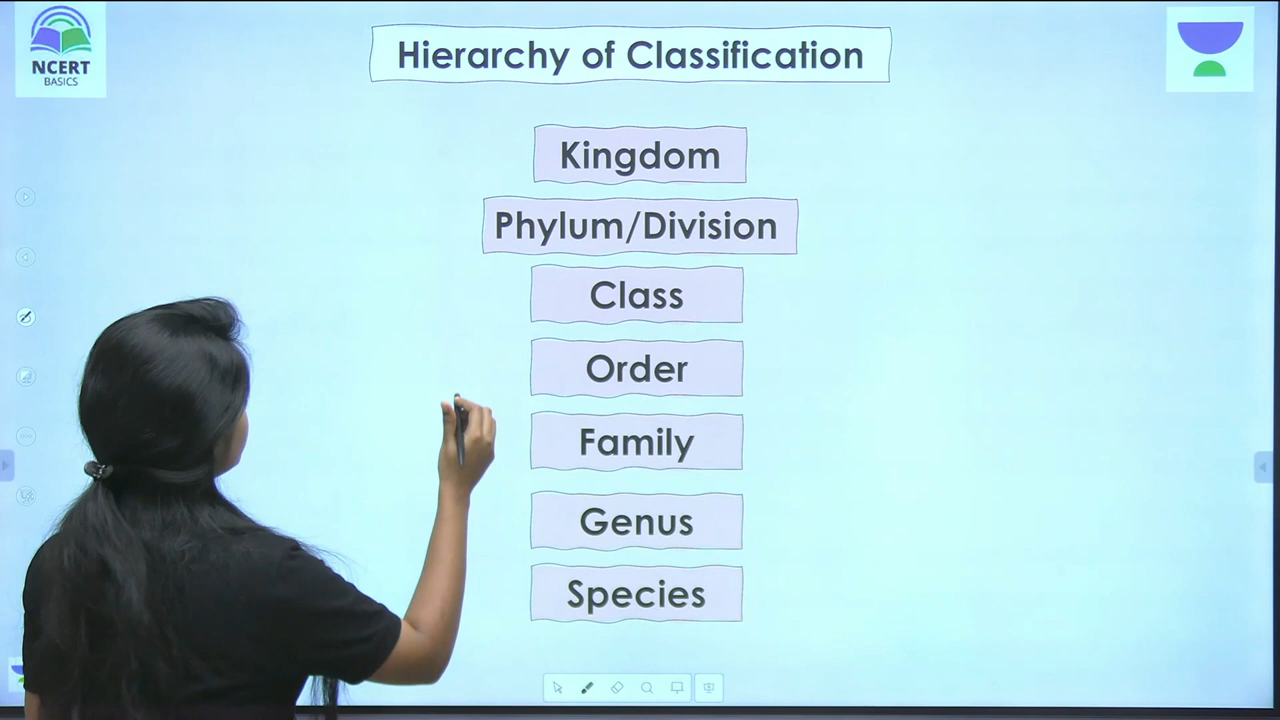 NCERT
BASICS
Hierarchy of Classification
Kingdom
Phylum/Division
Class
Order
Family
Genus
Species